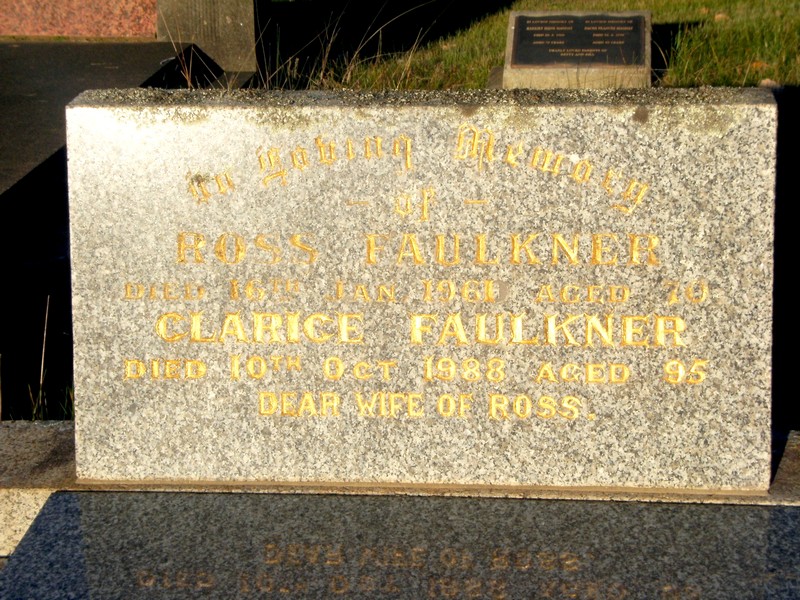 In Loving Memory
- of -
ROSS FAULKNER
DIED 16TH JAN 1961 AGED 70
CLARICE FAULKNER
DIED 10TH OCT 1988 AGED 95
DEAR WIFE OF ROSS.